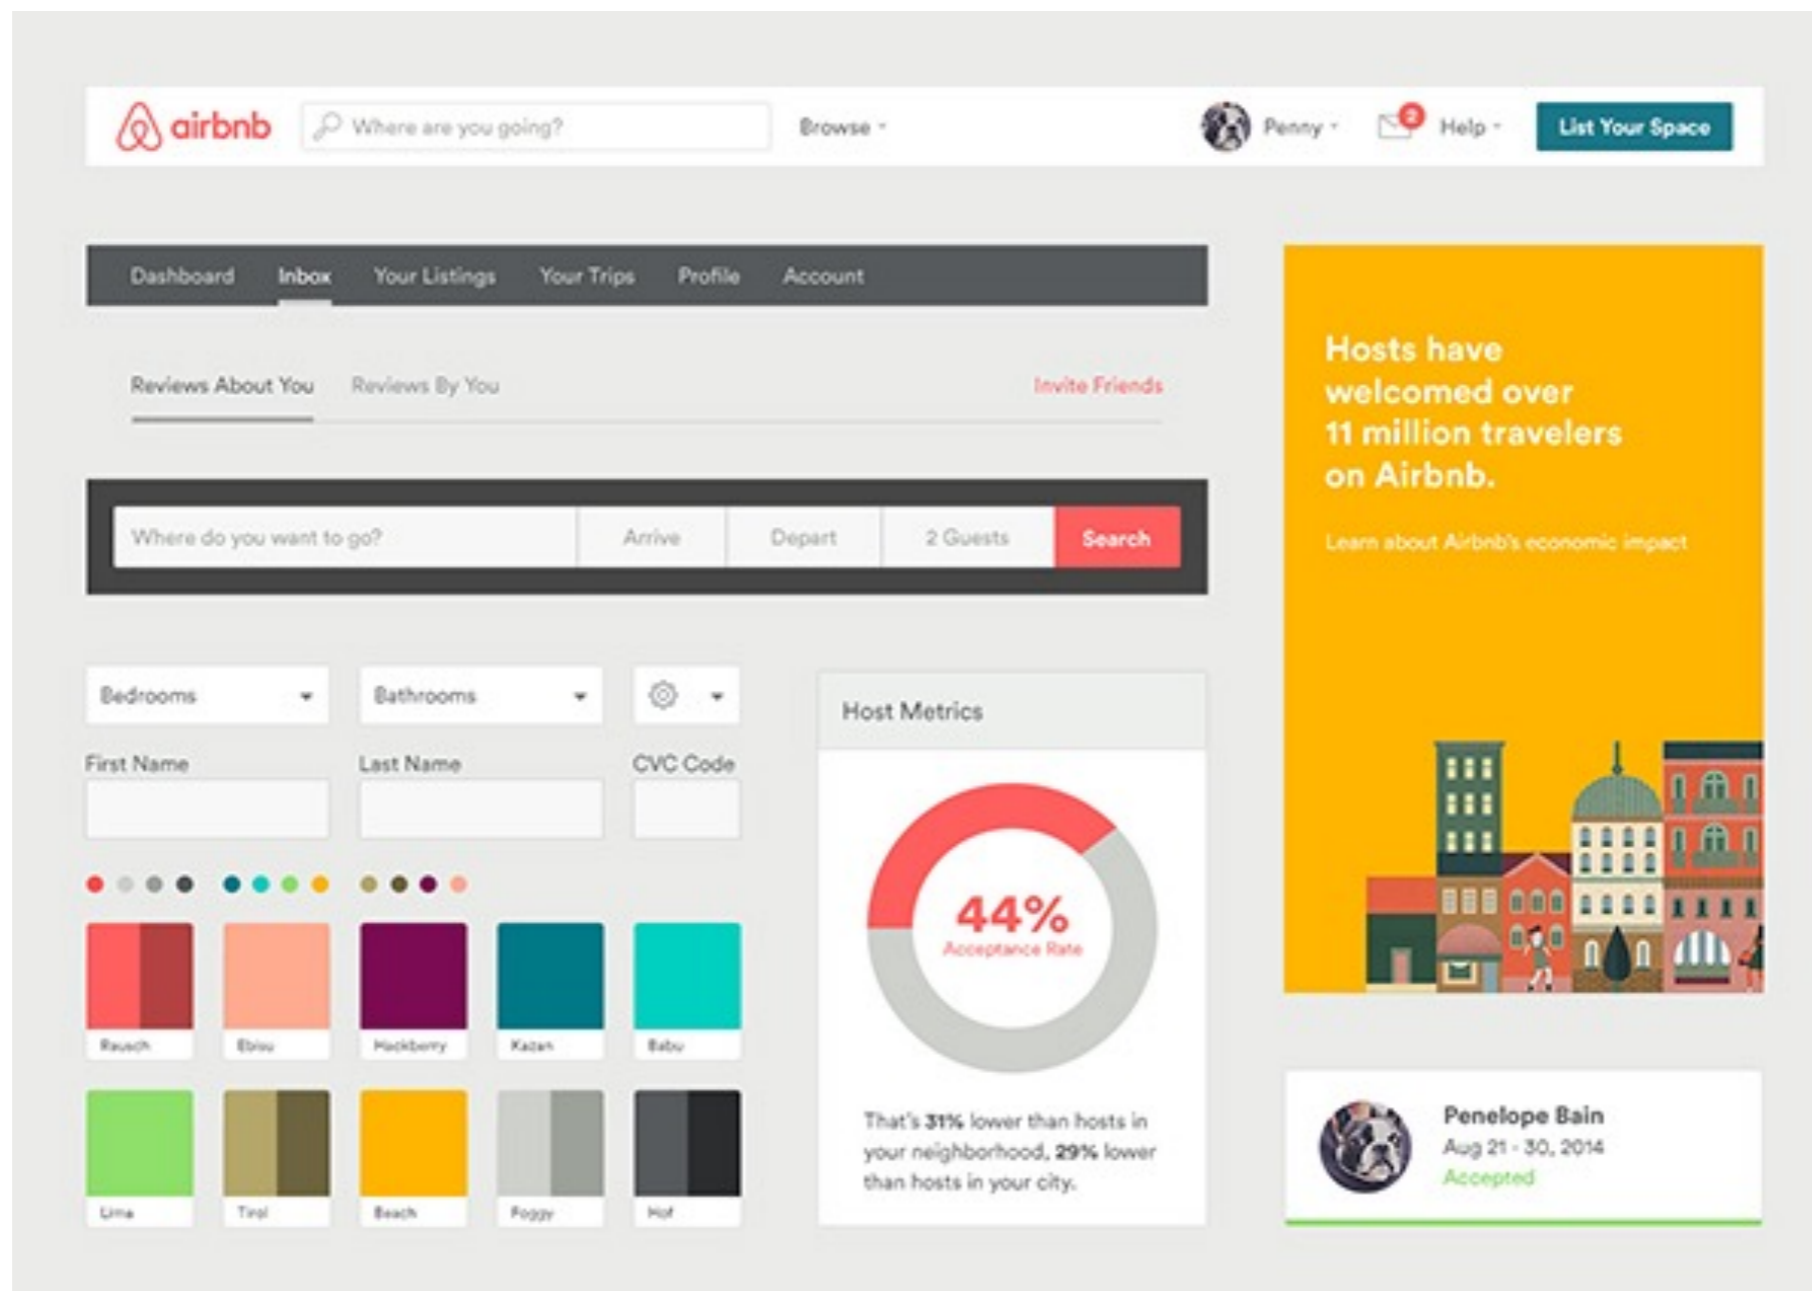 airbnb
Where are you going?
Browse
Penny
2
Help
List Your Space
Dashboard
Inbox
Your Listings
Your Trips
Profile
Account
Reviews About You
Reviews By You
Invite Friends
Where do you want to go?
Arrive
Depart
2 Guests
Search
Hosts have
welcomed over
11 million travelers
on Airbnb.
Learn about Airbnb's economic impact
Bedrooms
Bathrooms
First Name
Last Name
CVC Code
Rausch
Ebisu
Hackberry
Kazan
Babu
Lima
Tirol
Beach
Foggy
Hof
Host Metrics
44%
Acceptance Rate
That's 31% lower than hosts in
your neighborhood, 29% lower
than hosts in your city.
Penelope Bain
Aug 21 - 30, 2014
Accepted